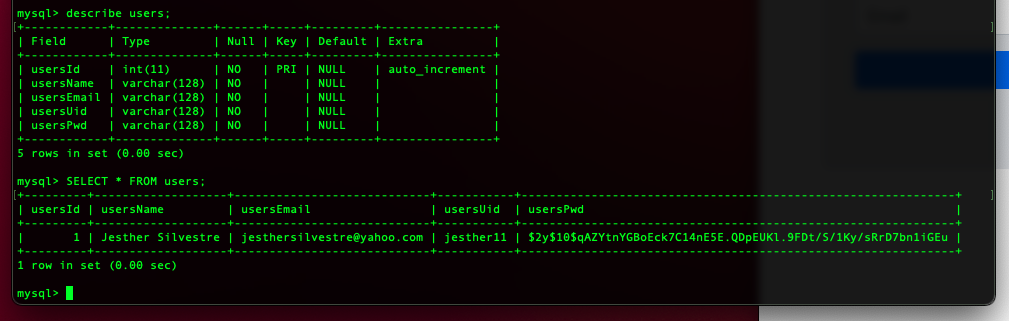 mysql> describe users;
+-----------+--------------+------+-----+---------+----------------+
| Field     | Type         | Null | Key | Default | Extra          |
+-----------+--------------+------+-----+---------+----------------+
| usersId   | int(11)      | NO   | PRI | NULL    | auto_increment |
| usersName | varchar(128) | NO   |     | NULL    |                |
| usersEmail | varchar(128) | NO   |     | NULL    |                |
| usersUid  | varchar(128) | NO   |     | NULL    |                |
| usersPwd  | varchar(128) | NO   |     | NULL    |                |
+-----------+--------------+------+-----+---------+----------------+
5 rows in set (0.00 sec)
mysql> SELECT * FROM users;
+---------+-------------------+----------------------------+-----------+--------------------------------------------------------------+
| usersId | usersName         | usersEmail                 | usersUid  | usersPwd                                                     |
+---------+-------------------+----------------------------+-----------+--------------------------------------------------------------+
|       1 | Jesther Silvestre | jesthersilvestre@yahoo.com | jesther11 | $2y$10$qAZYtnYGBoEck7C14nE5E.QDpEUKl.9FDt/S/1Ky/sRrD7bn1iGEu |
+---------+-------------------+----------------------------+-----------+--------------------------------------------------------------+
1 row in set (0.00 sec)
mysql>